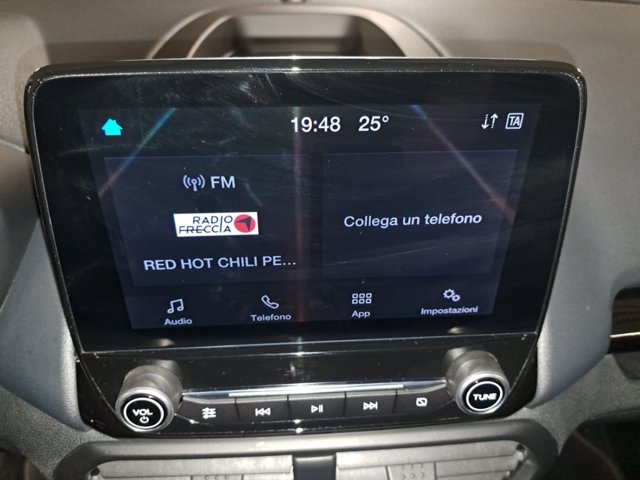 19:48 25° TA
FM
RADIO
FRECCIA
RED HOT CHILI PE...
Collega un telefono
Audio
Telefono
App
Impostazioni
VOL
TUNE